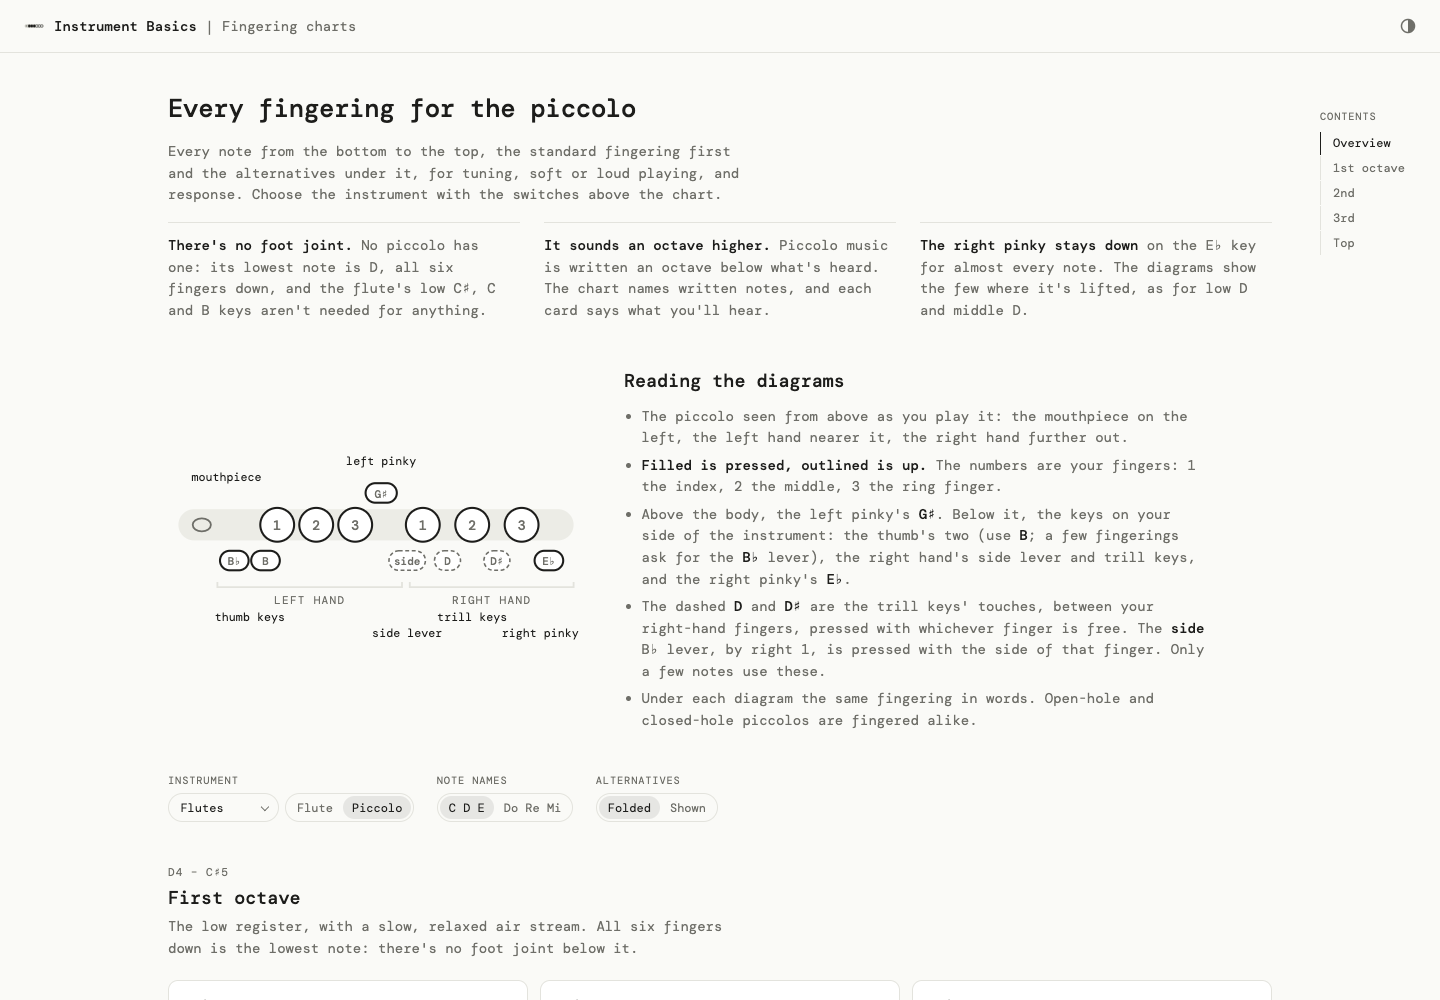 Instrument Basics | Fingering charts
Every fingering for the piccolo
Every note from the bottom to the top, the standard fingering first
and the alternatives under it, for tuning, soft or loud playing, and
response. Choose the instrument with the switches above the chart.
There's no foot joint. No piccolo has
one: its lowest note is D, all six
fingers down, and the flute's low C♯, C
and B keys aren't needed for anything.
It sounds an octave higher. Piccolo music
is written an octave below what's heard.
The chart names written notes, and each
card says what you'll hear.
The right pinky stays down on the E♭ key
for almost every note. The diagrams show
the few where it's lifted, as for low D
and middle D.
CONTENTS
Overview
1st octave
2nd
3rd
Top
left pinky
mouthpiece
G♯
1 2 3 1 2 3
B♭ B side D D♯ E♭
LEFT HAND RIGHT HAND
thumb keys trill keys
side lever right pinky
Reading the diagrams
• The piccolo seen from above as you play it: the mouthpiece on the
left, the left hand nearer it, the right hand further out.
• Filled is pressed, outlined is up. The numbers are your fingers: 1
the index, 2 the middle, 3 the ring finger.
• Above the body, the left pinky's G♯. Below it, the keys on your
side of the instrument: the thumb's two (use B; a few fingerings
ask for the B♭ lever), the right hand's side lever and trill keys,
and the right pinky's E♭.
• The dashed D and D♯ are the trill keys' touches, between your
right-hand fingers, pressed with whichever finger is free. The side
B♭ lever, by right 1, is pressed with the side of that finger. Only
a few notes use these.
• Under each diagram the same fingering in words. Open-hole and
closed-hole piccolos are fingered alike.
INSTRUMENT
Flutes
Flute Piccolo
NOTE NAMES
C D E Do Re Mi
ALTERNATIVES
Folded Shown
D4 – C♯5
First octave
The low register, with a slow, relaxed air stream. All six fingers
down is the lowest note: there's no foot joint below it.